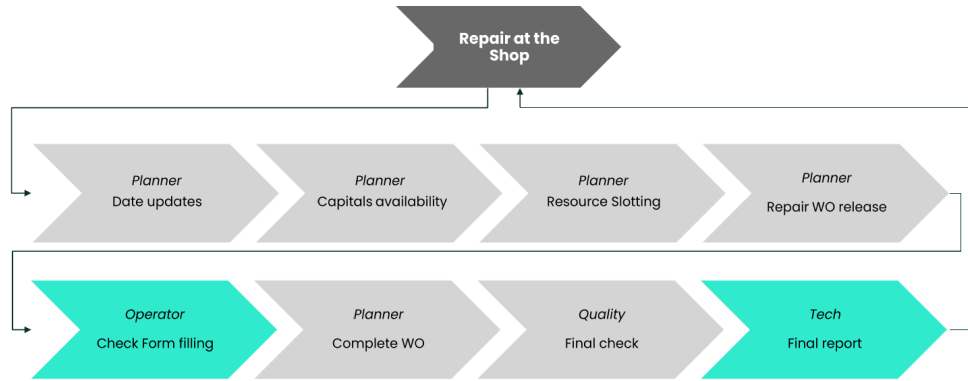 Repair at the
Shop
Planner
Date updates
Planner
Capitals availability
Planner
Resource Slotting
Planner
Repair WO release
Operator
Check Form filling
Planner
Complete WO
Quality
Final check
Tech
Final report